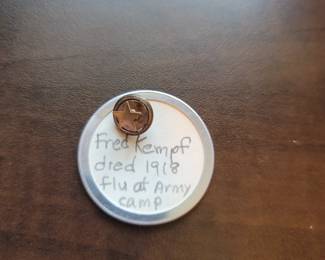 Fred Kempf
died 1918
flu at Army
camp